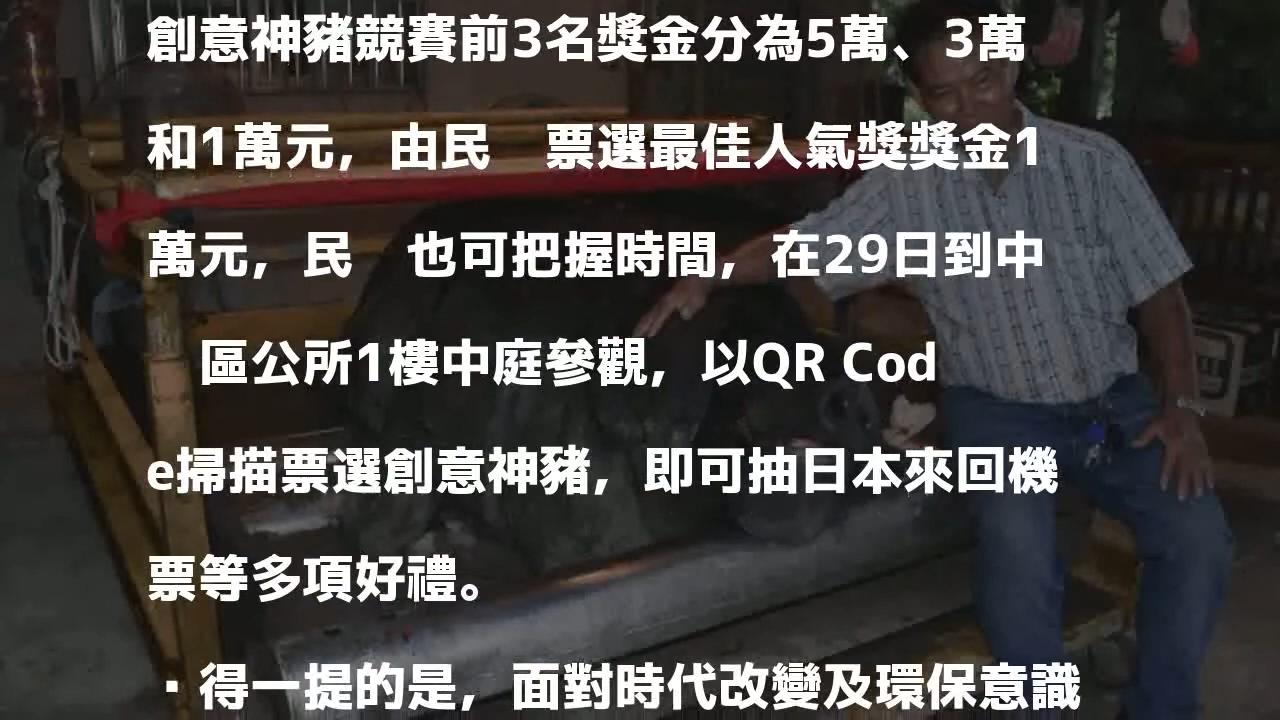 創意神豬競賽前3名獎金分為5萬、3萬
和1萬元，由民　票選最佳人氣獎獎金1
萬元，民　也可把握時間，在29日到中
　區公所1樓中庭參觀，以QR Cod
e掃描票選創意神豬，即可抽日本來回機
票等多項好禮。
▪得一提的是，面對時代改變及環保意識